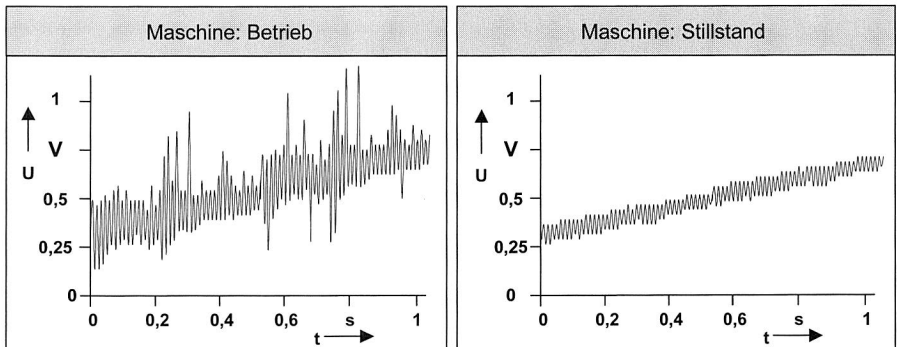 Maschine: Betrieb
1
V
U
0,5
0,25
0
0 0,2 0,4 0,6 s 1
t
Maschine: Stillstand
1
V
U
0,5
0,25
0
0 0,2 0,4 0,6 s 1
t